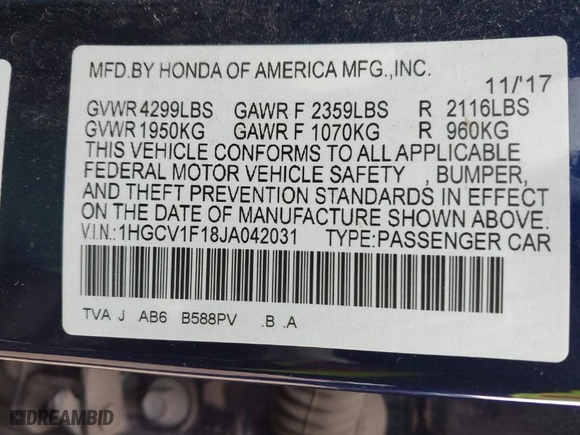 MFD.BY HONDA OF AMERICA MFG.,INC.
11/'17
GVWR 4299LBS GAWR F 2359LBS R 2116LBS
GVWR 1950KG GAWR F 1070KG R 960KG
THIS VEHICLE CONFORMS TO ALL APPLICABLE
FEDERAL MOTOR VEHICLE SAFETY , BUMPER,
AND THEFT PREVENTION STANDARDS IN EFFECT
ON THE DATE OF MANUFACTURE SHOWN ABOVE.
V.I.N.: 1HGCV1F18JA042031 TYPE:PASSENGER CAR
TVA J AB6 B588PV .B .A
DREAMBID